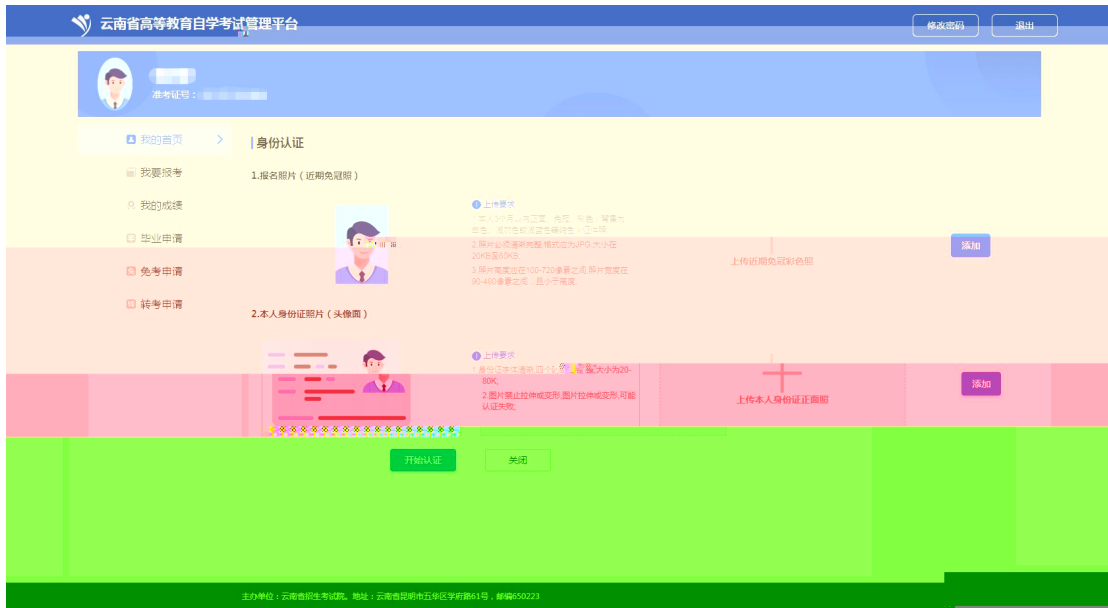 云南省高等教育自学考试管理平台
修改密码
退出
准考证号：
我的首页
我要报考
我的成绩
毕业申请
免考申请
转考申请
身份认证
1.报名照片（近期免冠照）
上传要求
2.照片必须清晰完整,格式应为JPG,大小在
20KB至60KB;
3.照片高度应在100-720像素之间,照片宽度在
90-400像素之间，且小于高度;
上传近期免冠彩色照
添加
2.本人身份证照片（头像面）
上传要求
大小为20-
80K;
2.图片禁止拉伸或变形,图片拉伸或变形,可能
认证失败;
上传本人身份证正面照
添加
开始认证
关闭
主办单位：云南省招生考试院。地址：云南省昆明市五华区学府路61号，邮编650223